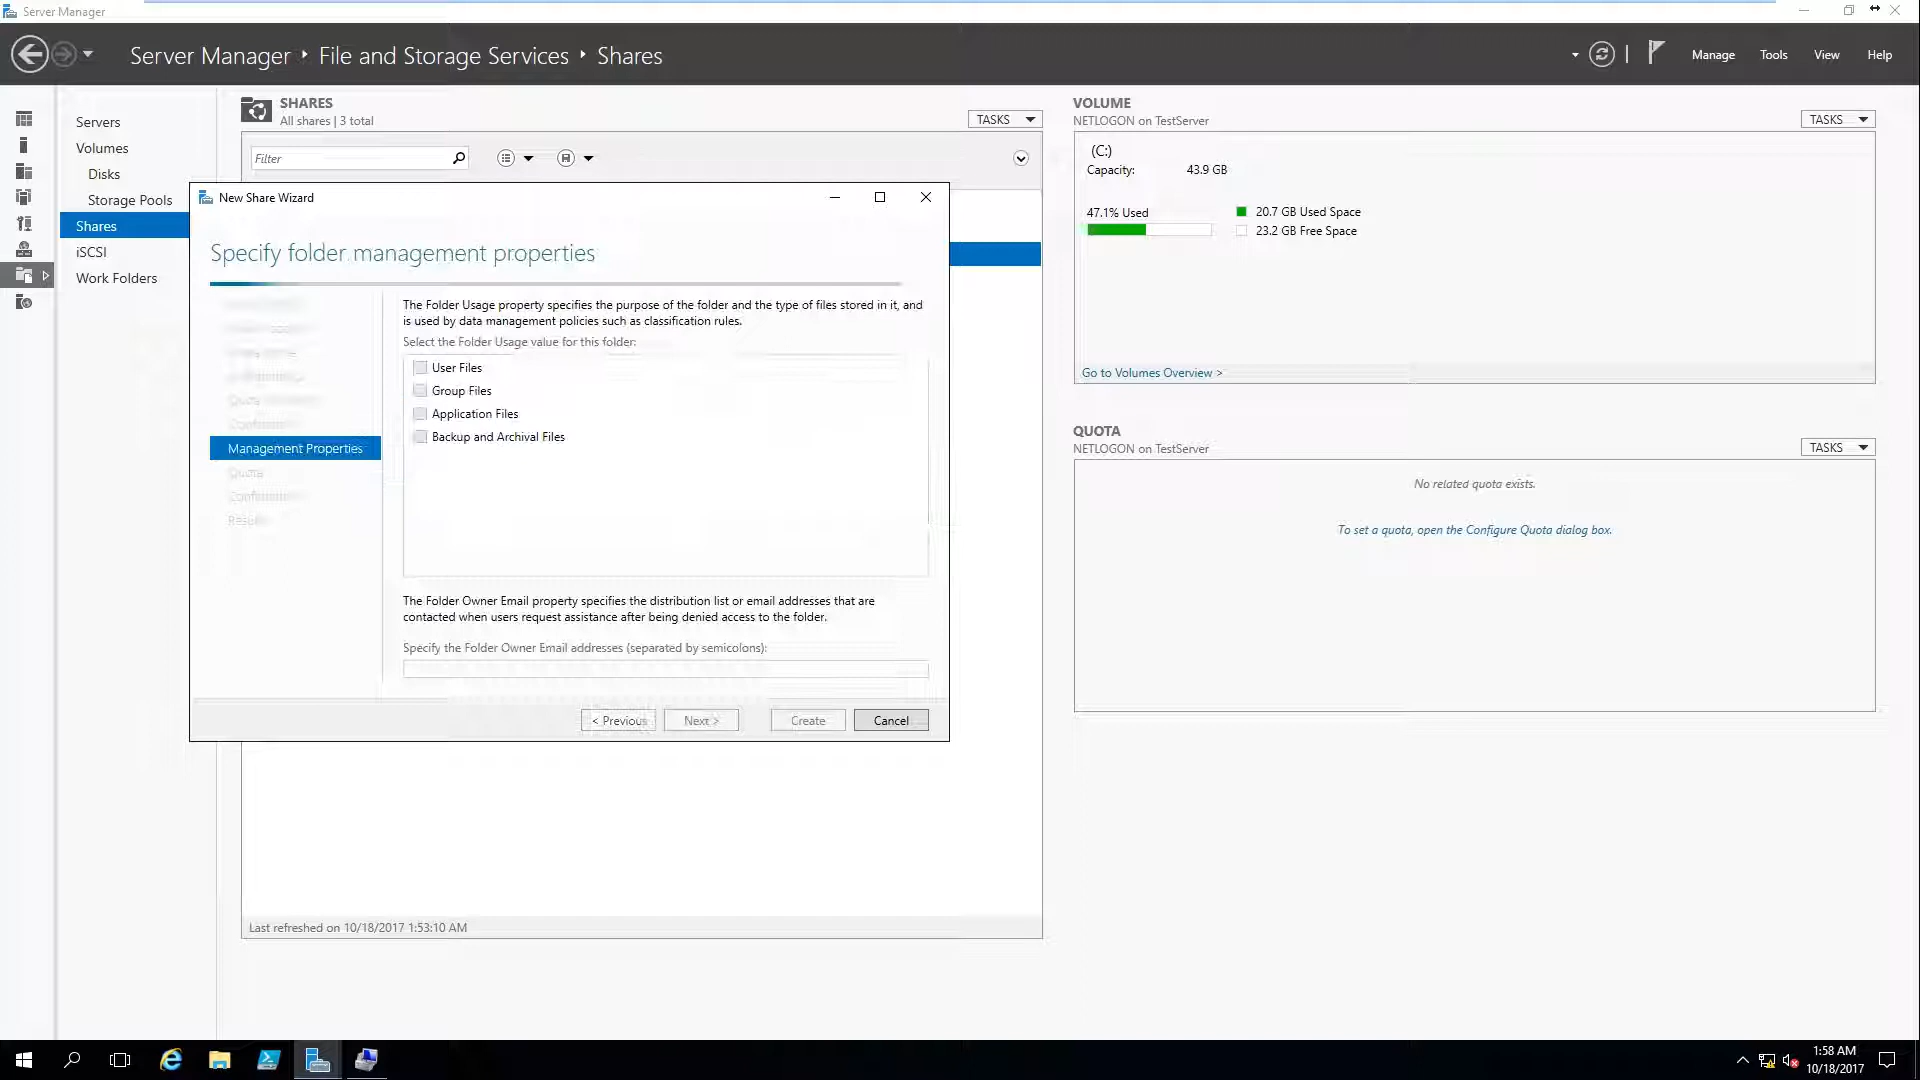 Server Manager
Server Manager ‣ File and Storage Services ‣ Shares
Manage
Tools
View
Help
Servers
Volumes
Disks
Storage Pools
Shares
iSCSI
Work Folders
SHARES
All shares | 3 total
TASKS
Filter
New Share Wizard
Specify folder management properties
Management Properties
Quota
The Folder Usage property specifies the purpose of the folder and the type of files stored in it, and
is used by data management policies such as classification rules.
Select the Folder Usage value for this folder:
User Files
Group Files
Application Files
Backup and Archival Files
The Folder Owner Email property specifies the distribution list or email addresses that are
contacted when users request assistance after being denied access to the folder.
Specify the Folder Owner Email addresses (separated by semicolons):
< Previous
Next >
Create
Cancel
Last refreshed on 10/18/2017 1:53:10 AM
VOLUME
NETLOGON on TestServer
TASKS
(C:)
Capacity: 43.9 GB
47.1% Used
20.7 GB Used Space
23.2 GB Free Space
Go to Volumes Overview >
QUOTA
NETLOGON on TestServer
TASKS
No related quota exists.
To set a quota, open the Configure Quota dialog box.
1:58 AM
10/18/2017